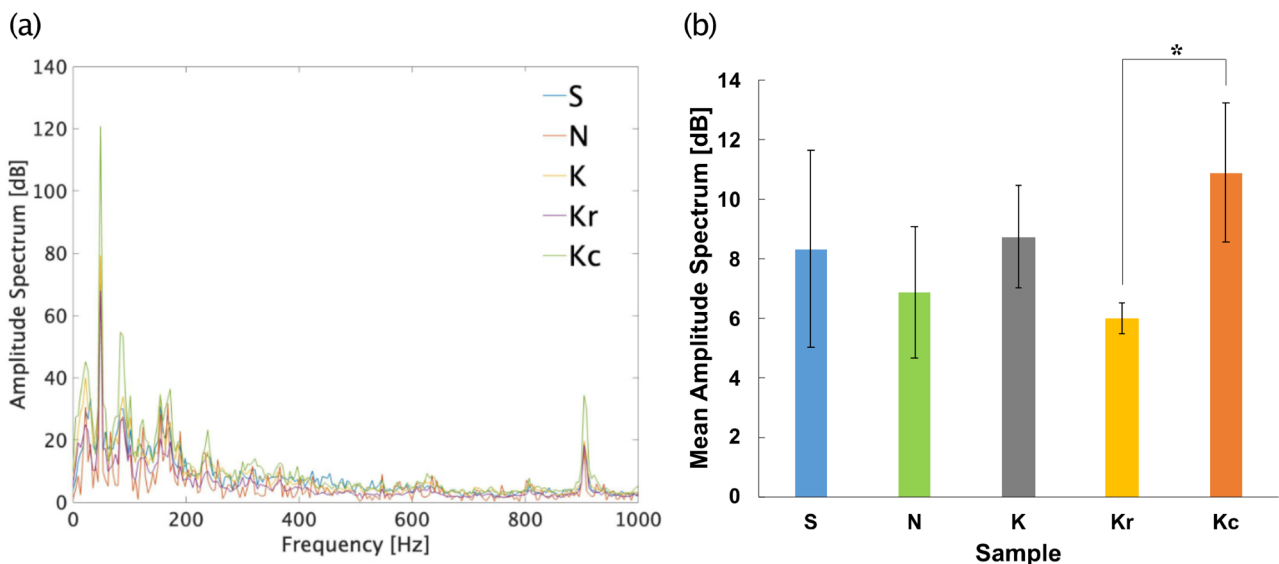 (a)
140
120
100
80
60
40
20
0
Amplitude Spectrum [dB]
0 200 400 600 800 1000
Frequency [Hz]
S
N
K
Kr
Kc
(b)
*
14
12
10
8
6
4
2
0
Mean Amplitude Spectrum [dB]
S N K Kr Kc
Sample